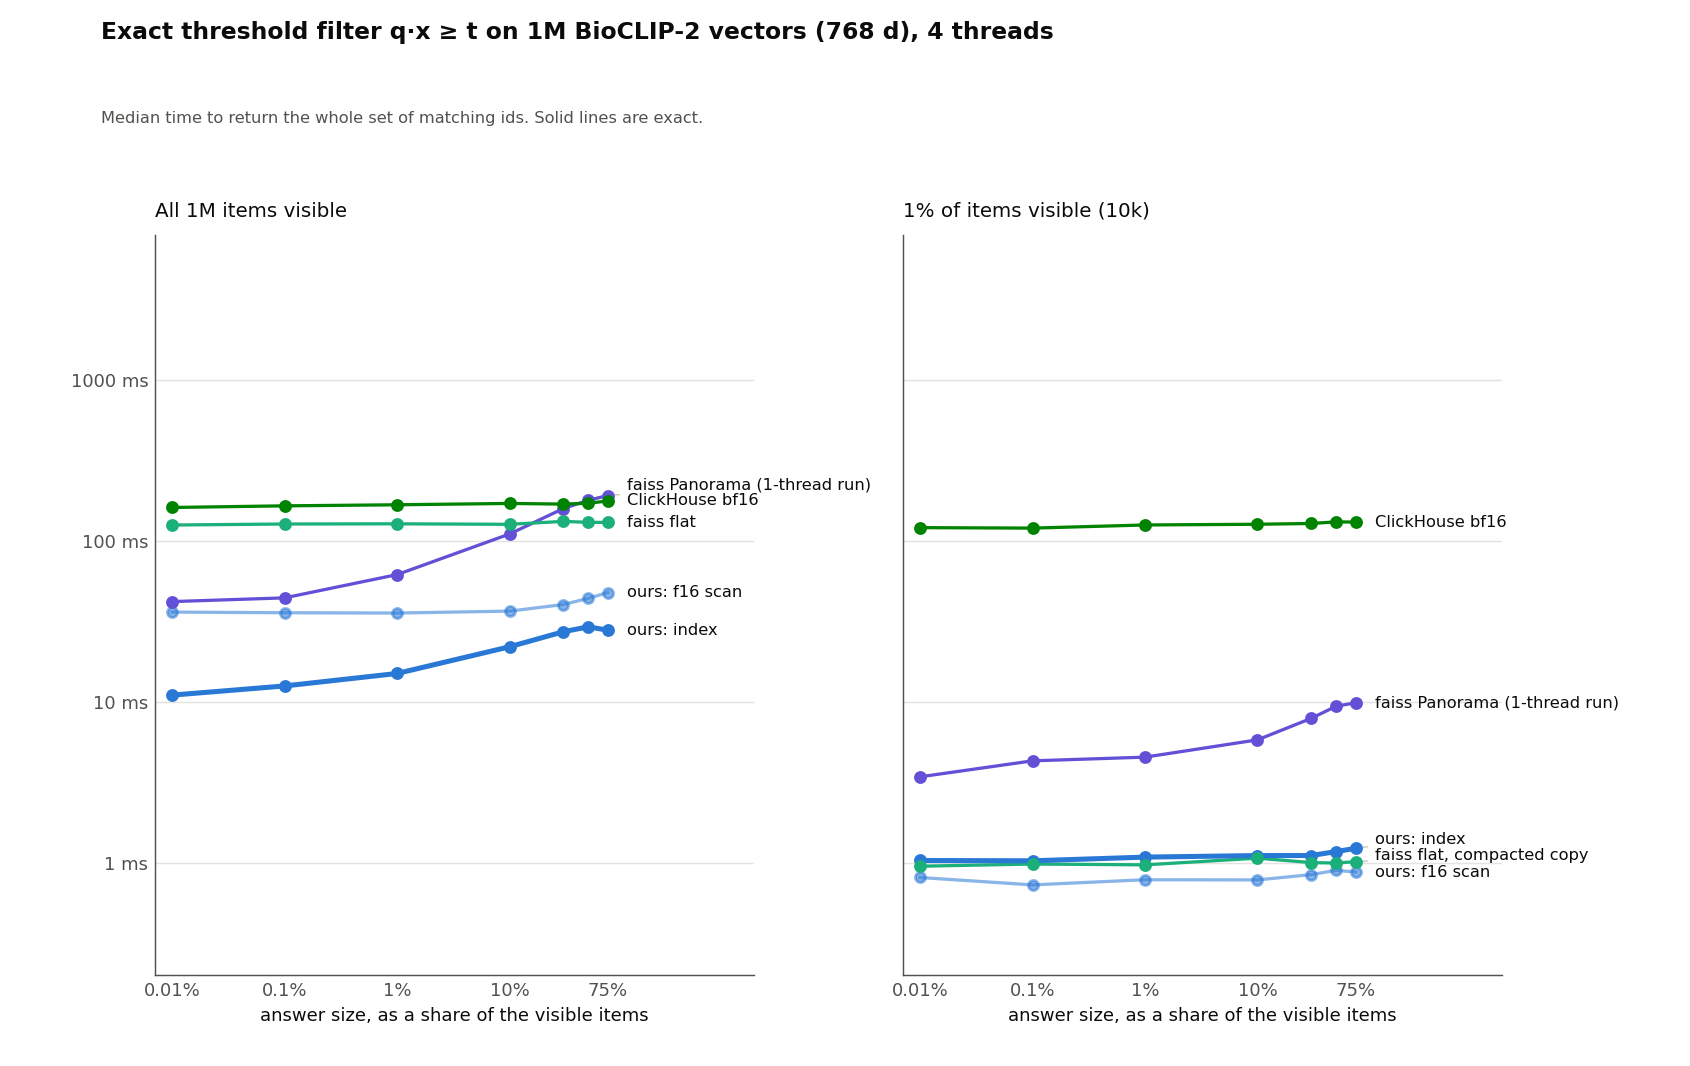 Exact threshold filter q·x ≥ t on 1M BioCLIP-2 vectors (768 d), 4 threads
Median time to return the whole set of matching ids. Solid lines are exact.
All 1M items visible
1000 ms
100 ms
10 ms
1 ms
faiss Panorama (1-thread run)
ClickHouse bf16
faiss flat
ours: f16 scan
ours: index
0.01%
0.1%
1%
10%
75%
answer size, as a share of the visible items
1% of items visible (10k)
ClickHouse bf16
faiss Panorama (1-thread run)
ours: index
faiss flat, compacted copy
ours: f16 scan
0.01%
0.1%
1%
10%
75%
answer size, as a share of the visible items